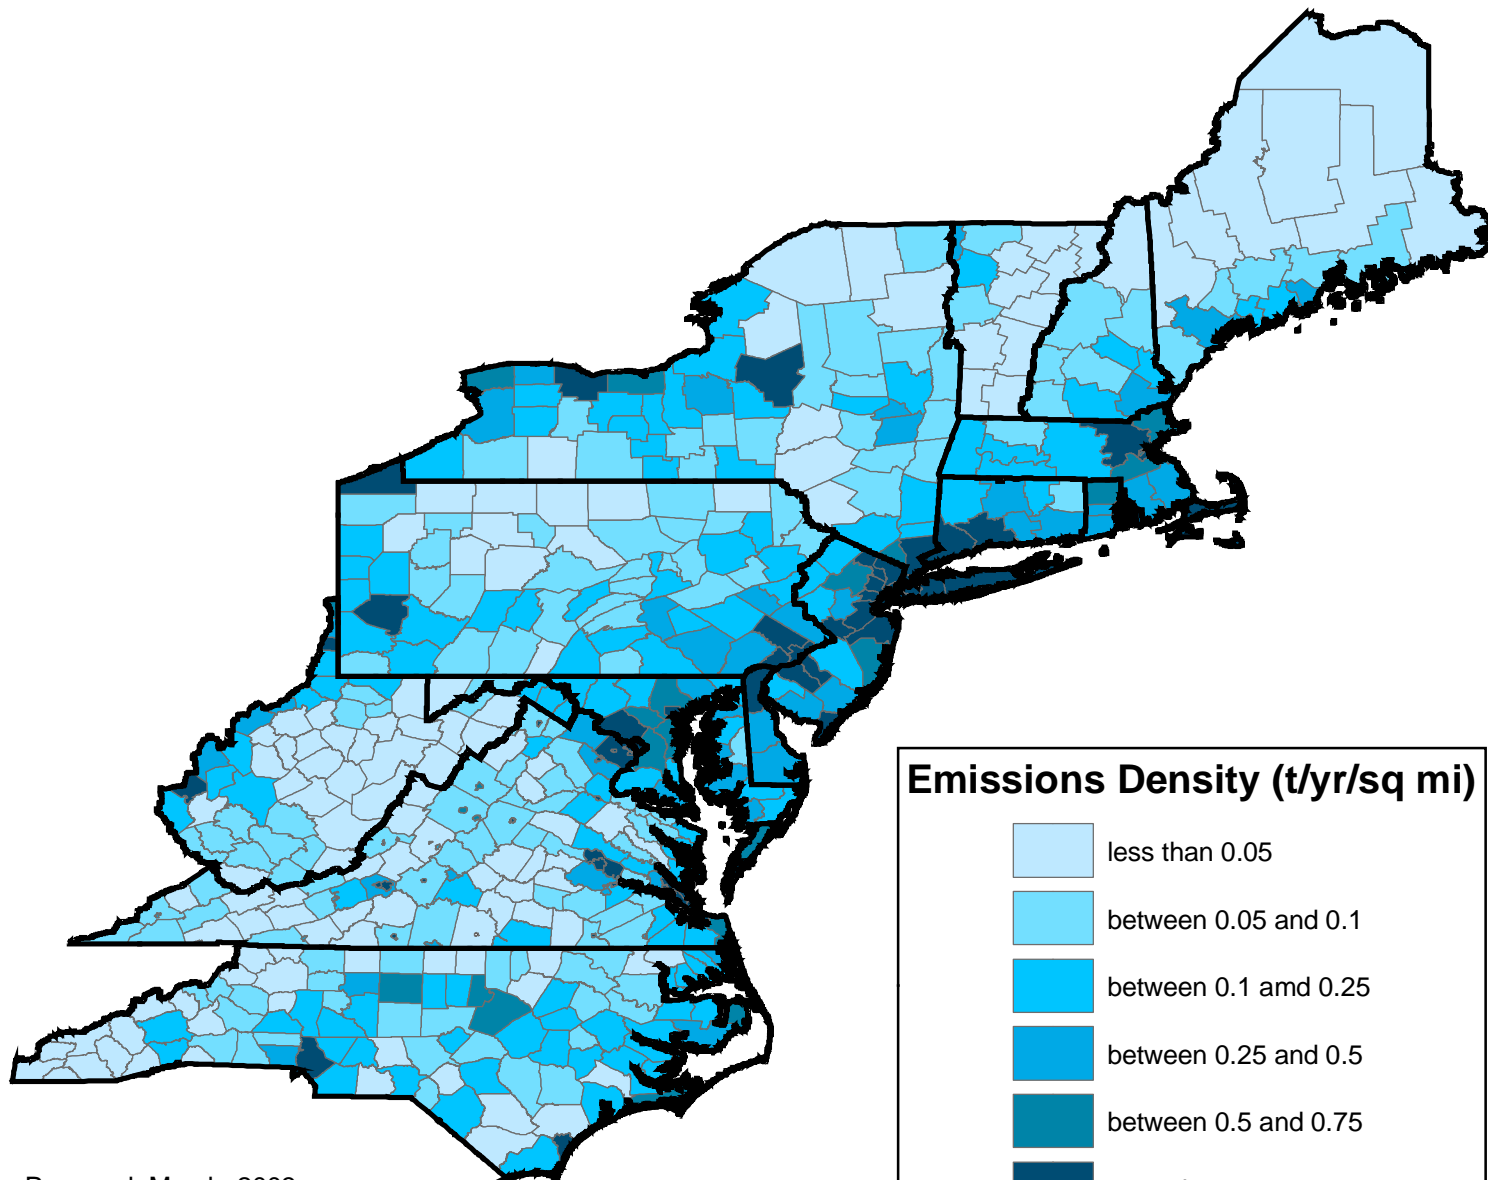 Emissions Density (t/yr/sq mi)
less than 0.05
between 0.05 and 0.1
between 0.1 amd 0.25
between 0.25 and 0.5
between 0.5 and 0.75